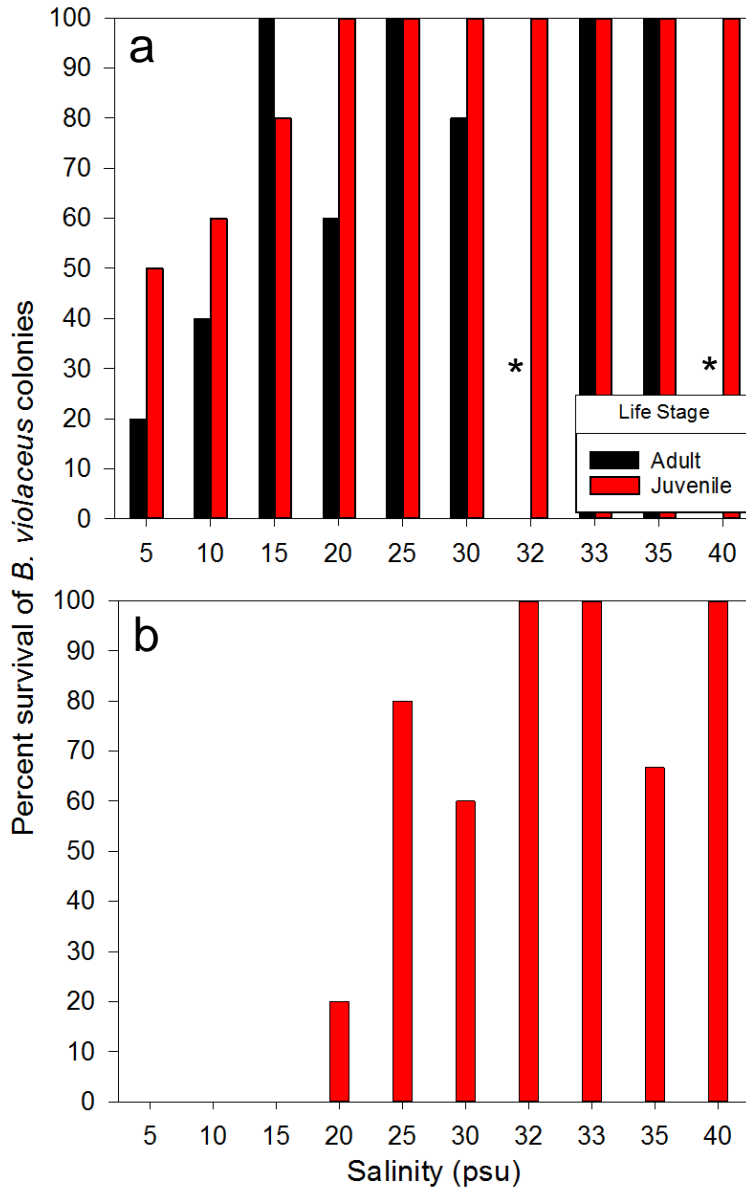 Percent survival of B. violaceus colonies
a
100
90
80
70
60
50
40
30
20
10
0
*
*
Life Stage
Adult
Juvenile
5 10 15 20 25 30 32 33 35 40
b
100
90
80
70
60
50
40
30
20
10
0
5 10 15 20 25 30 32 33 35 40
Salinity (psu)